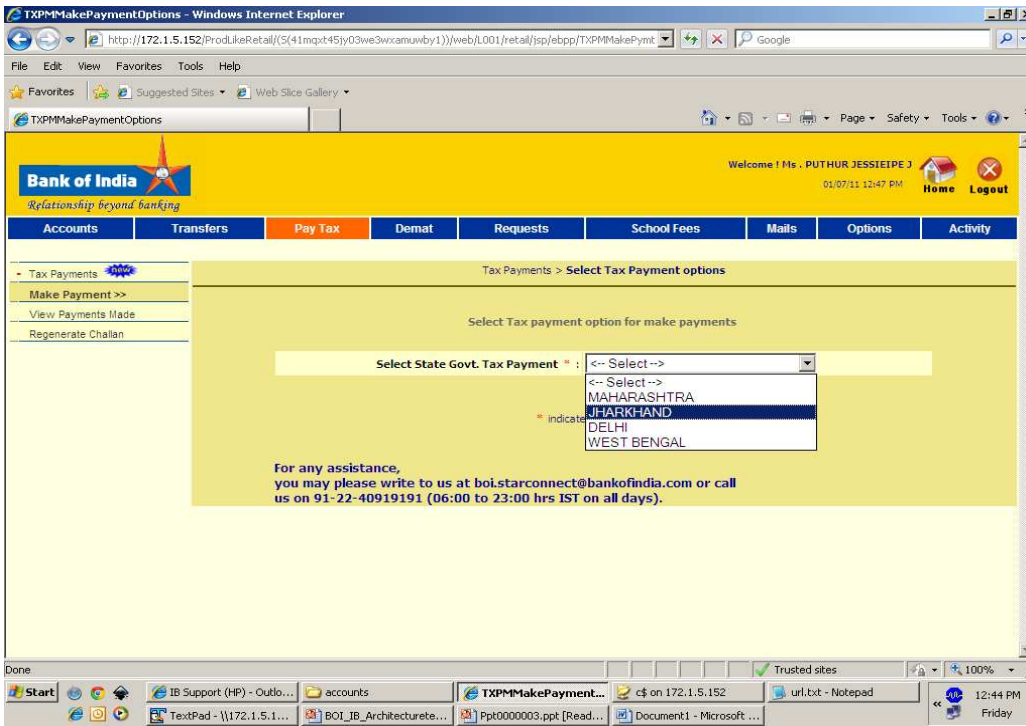 TXPMMakePaymentOptions - Windows Internet Explorer
http://172.1.5.152/ProdLikeRetail/(S(41mqxt45jy03we3wxamuwby1))/web/L001/retail/jsp/ebpp/TXPMMakePymt
Google
File Edit View Favorites Tools Help
Favorites Suggested Sites Web Slice Gallery
TXPMMakePaymentOptions
Page Safety Tools
Bank of India
Relationship beyond banking
Welcome ! Ms . PUTHUR JESSIEIPE J
01/07/11 12:47 PM
Home Logout
Accounts Transfers Pay Tax Demat Requests School Fees Mails Options Activity
- Tax Payments new
Make Payment >>
View Payments Made
Regenerate Challan
Tax Payments > Select Tax Payment options
Select Tax payment option for make payments
Select State Govt. Tax Payment * : <-- Select -->
<-- Select -->
MAHARASHTRA
JHARKHAND
DELHI
WEST BENGAL
* indicate
For any assistance,
you may please write to us at boi.starconnect@bankofindia.com or call
us on 91-22-40919191 (06:00 to 23:00 hrs IST on all days).
Done Trusted sites 100%
Start IB Support (HP) - Outlo... accounts TXPMMakePayment... c$ on 172.1.5.152 url.txt - Notepad 12:44 PM
TextPad - \\172.1.5.1... BOI_IB_Architecturete... Ppt0000003.ppt [Read... Document1 - Microsoft ... Friday